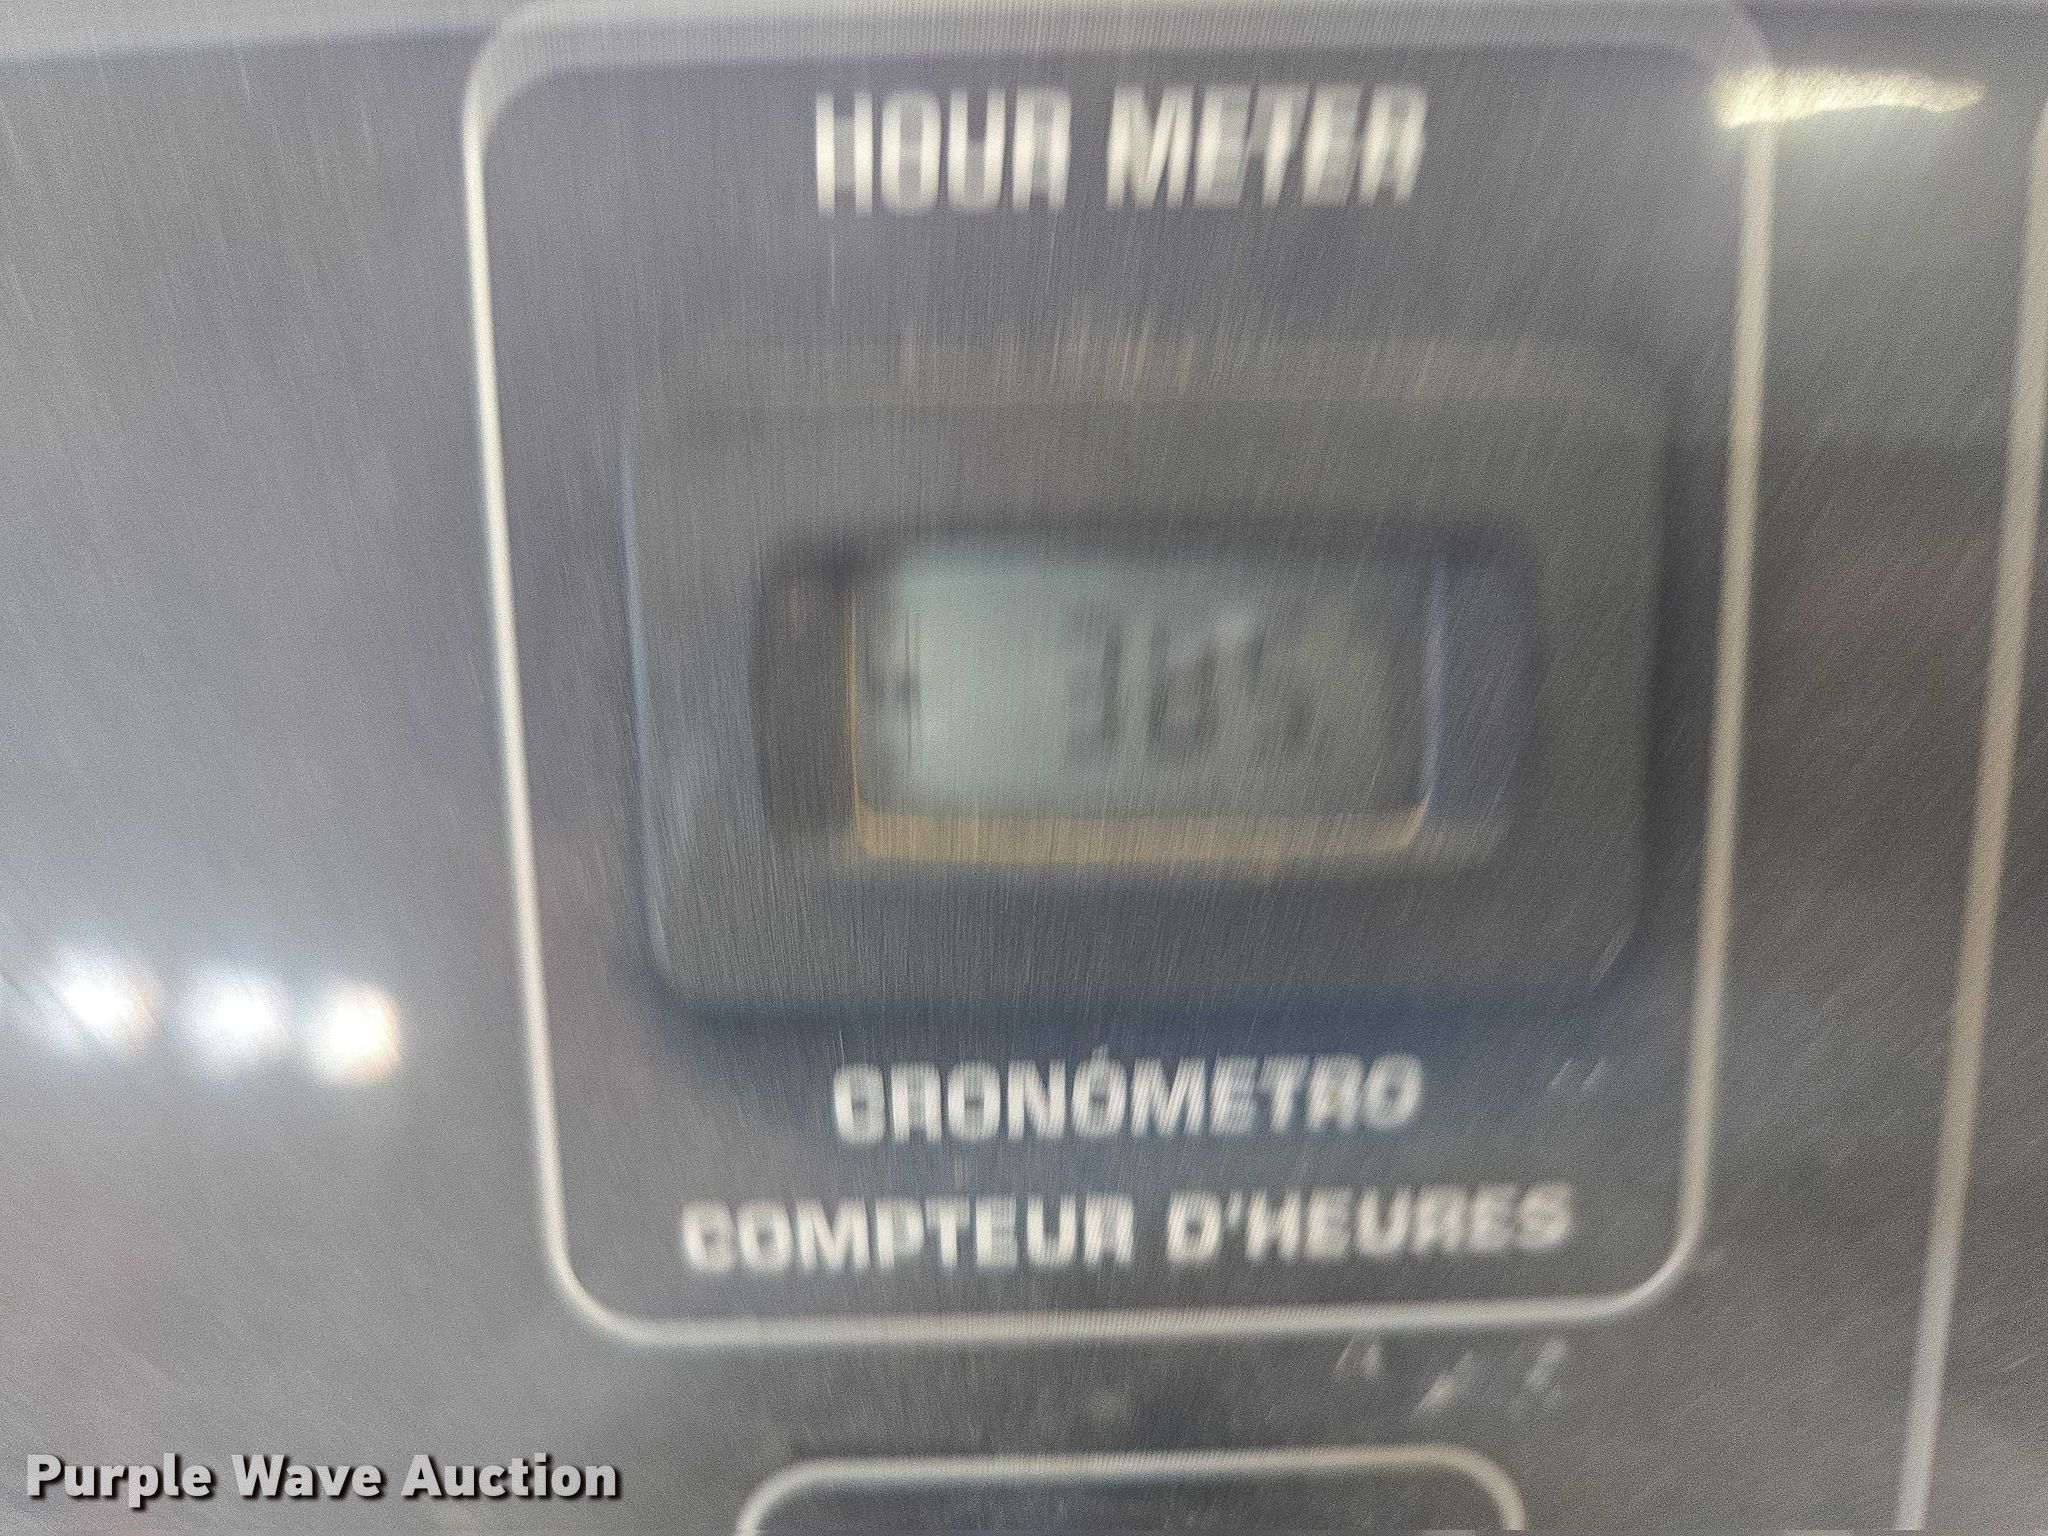 HOUR METER
CRONÓMETRO
COMPTEUR D'HEURES
Purple Wave Auction